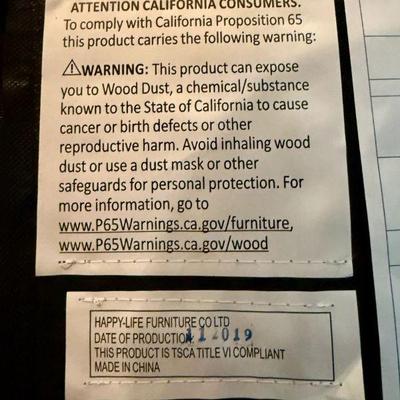 ATTENTION CALIFORNIA CONSUMERS.
To comply with California Proposition 65
this product carries the following warning:
⚠WARNING: This product can expose
you to Wood Dust, a chemical/substance
known to the State of California to cause
cancer or birth defects or other
reproductive harm. Avoid inhaling wood
dust or use a dust mask or other
safeguards for personal protection. For
more information, go to
www.P65Warnings.ca.gov/furniture,
www.P65Warnings.ca.gov/wood
HAPPY-LIFE FURNITURE CO LTD
DATE OF PRODUCTION 11 2019
THIS PRODUCT IS TSCA TITLE VI COMPLIANT
MADE IN CHINA